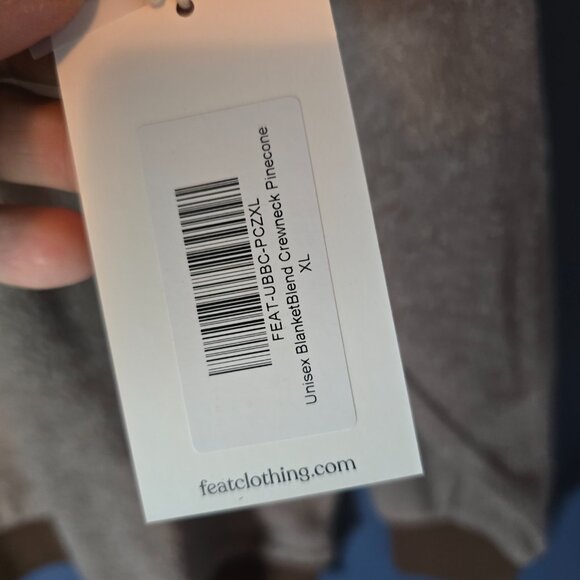 FEAT-UBBC-PCZXL
Unisex BlanketBlend Crewneck Pinecone
XL
featclothing.com